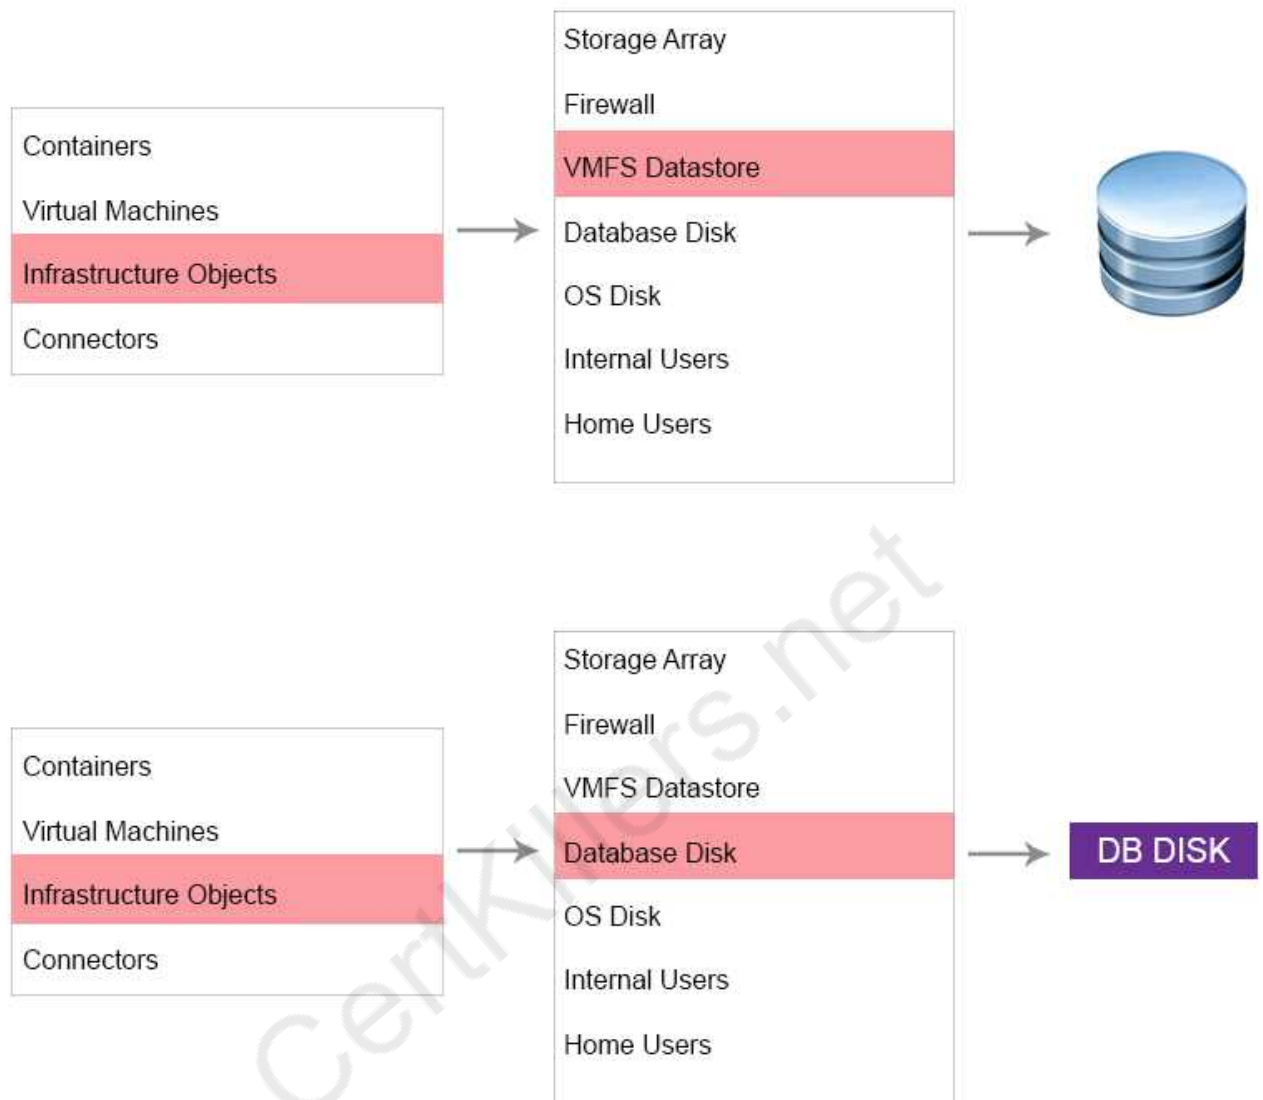 Containers
Virtual Machines
Infrastructure Objects
Connectors
Storage Array
Firewall
VMFS Datastore
Database Disk
OS Disk
Internal Users
Home Users
Containers
Virtual Machines
Infrastructure Objects
Connectors
Storage Array
Firewall
VMFS Datastore
Database Disk
OS Disk
Internal Users
Home Users
DB DISK
CertKillers.net